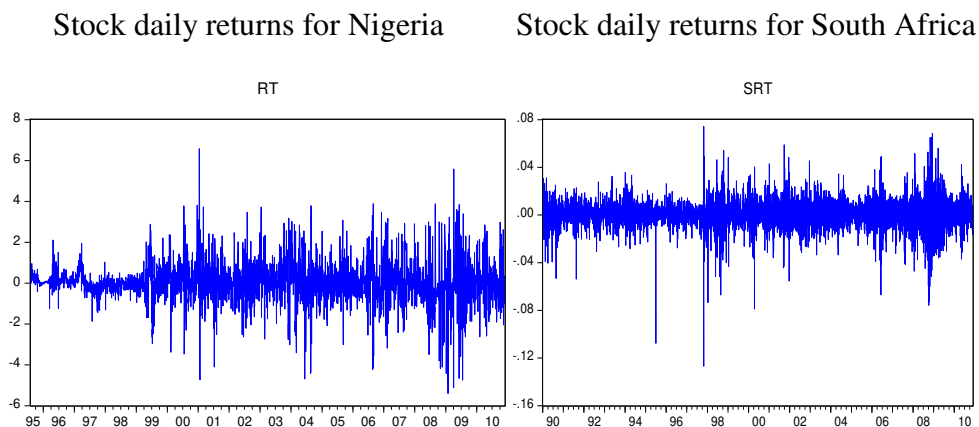 Stock daily returns for Nigeria
Stock daily returns for South Africa
RT
SRT
8
6
4
2
0
-2
-4
-6
95 96 97 98 99 00 01 02 03 04 05 06 07 08 09 10
.08
.04
.00
-.04
-.08
-.12
-.16
90 92 94 96 98 00 02 04 06 08 10